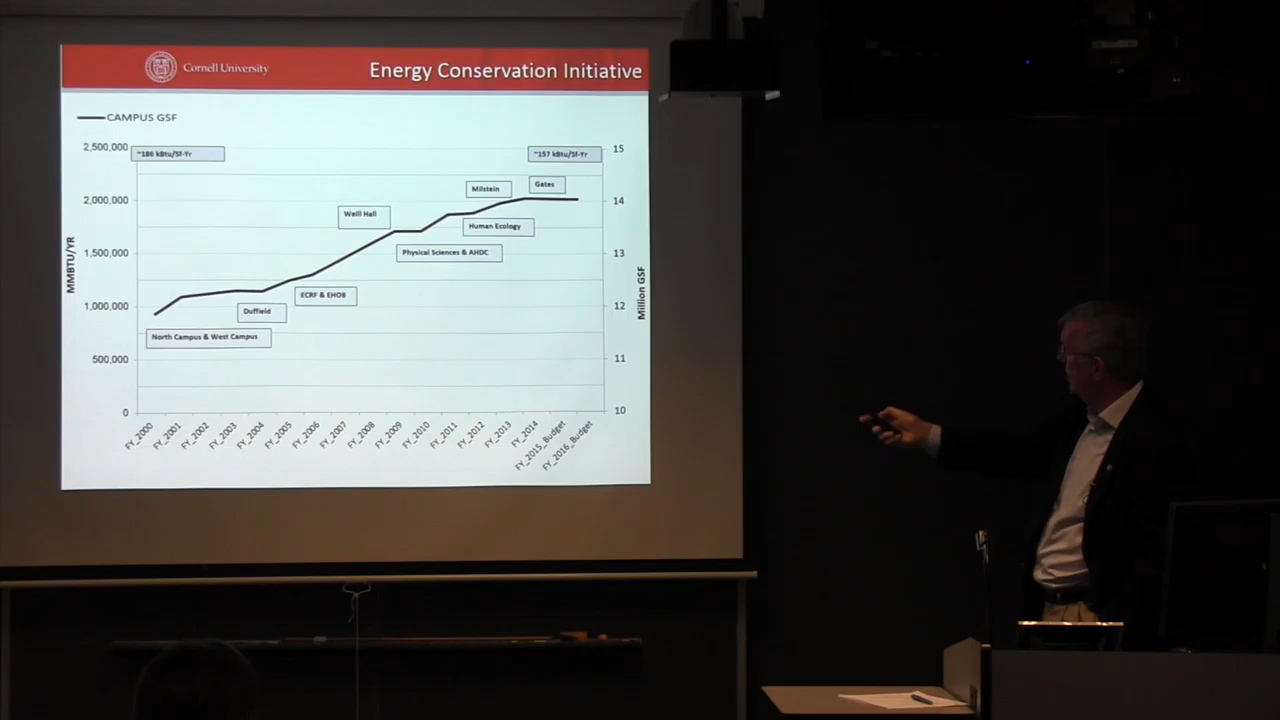 Cornell University
Energy Conservation Initiative
CAMPUS GSF
2,500,000
2,000,000
1,500,000
1,000,000
500,000
0
MMBTU/YR
~186 kBtu/Sf-Yr
~157 kBtu/Sf-Yr
Milstein
Gates
Weill Hall
Human Ecology
Physical Sciences & AHDC
ECRF & EHOB
Duffield
North Campus & West Campus
15
14
13
12
11
10
Million GSF
FY_2000
FY_2001
FY_2002
FY_2003
FY_2004
FY_2005
FY_2006
FY_2007
FY_2008
FY_2009
FY_2010
FY_2011
FY_2012
FY_2013
FY_2014
FY_2015_Budget
FY_2016_Budget